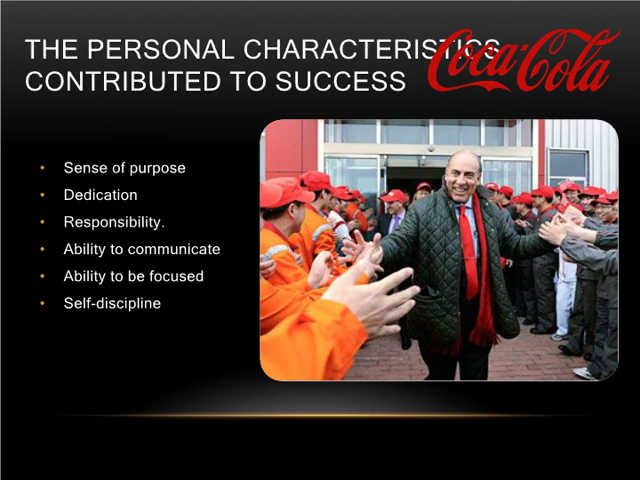 THE PERSONAL CHARACTERISTICS
CONTRIBUTED TO SUCCESS
Coca-Cola
• Sense of purpose
• Dedication
• Responsibility.
• Ability to communicate
• Ability to be focused
• Self-discipline